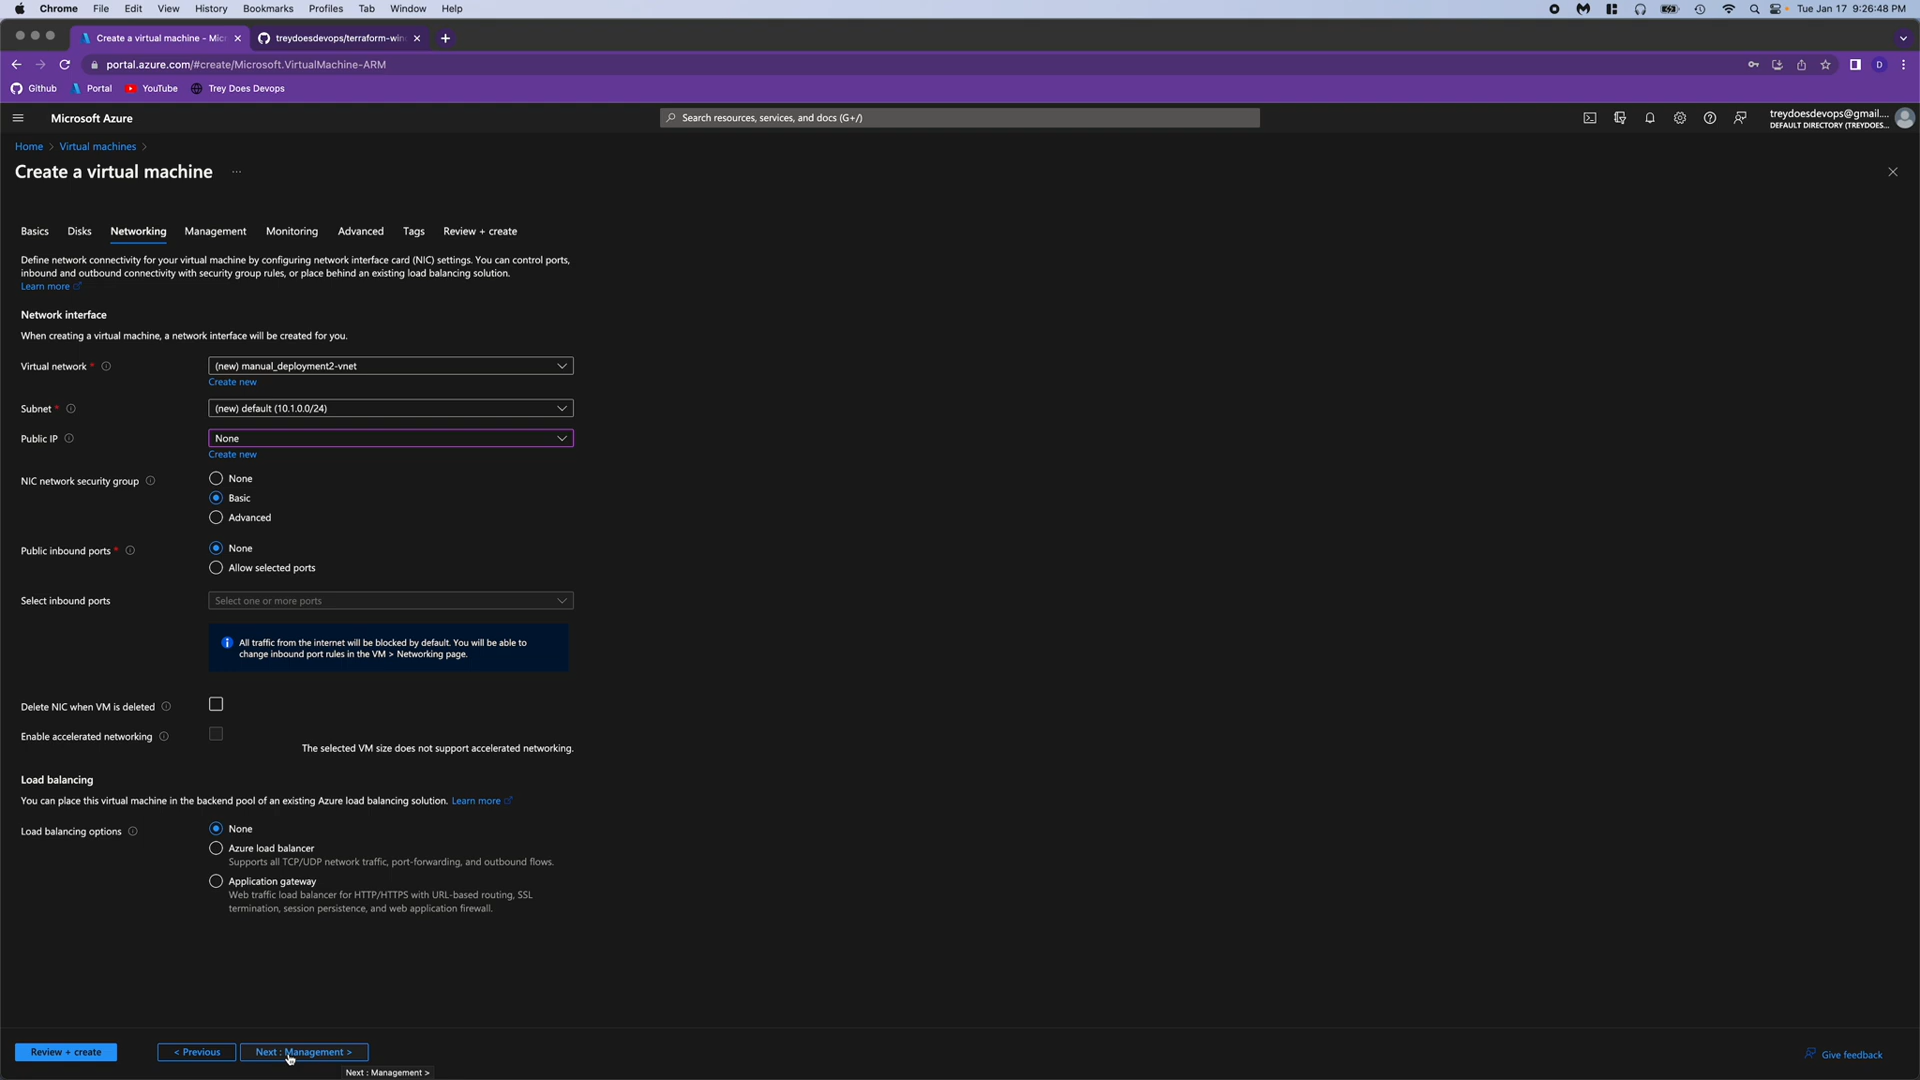 Chrome File Edit View History Bookmarks Profiles Tab Window Help Tue Jan 17 9:26:48 PM
Create a virtual machine - Mic treydoesdevops/terraform-win
portal.azure.com/#create/Microsoft.VirtualMachine-ARM D
Github Portal YouTube Trey Does Devops
Microsoft Azure Search resources, services, and docs (G+/) treydoesdevops@gmail....
DEFAULT DIRECTORY (TREYDOES...
Home > Virtual machines >
Create a virtual machine ...
Basics Disks Networking Management Monitoring Advanced Tags Review + create
Define network connectivity for your virtual machine by configuring network interface card (NIC) settings. You can control ports,
inbound and outbound connectivity with security group rules, or place behind an existing load balancing solution.
Learn more
Network interface
When creating a virtual machine, a network interface will be created for you.
Virtual network * (new) manual_deployment2-vnet
Create new
Subnet * (new) default (10.1.0.0/24)
Public IP None
Create new
NIC network security group None
Basic
Advanced
Public inbound ports * None
Allow selected ports
Select inbound ports Select one or more ports
All traffic from the internet will be blocked by default. You will be able to
change inbound port rules in the VM > Networking page.
Delete NIC when VM is deleted
Enable accelerated networking
The selected VM size does not support accelerated networking.
Load balancing
You can place this virtual machine in the backend pool of an existing Azure load balancing solution. Learn more
Load balancing options None
Azure load balancer
Supports all TCP/UDP network traffic, port-forwarding, and outbound flows.
Application gateway
Web traffic load balancer for HTTP/HTTPS with URL-based routing, SSL
termination, session persistence, and web application firewall.
Review + create < Previous Next : Management > Give feedback
Next : Management >